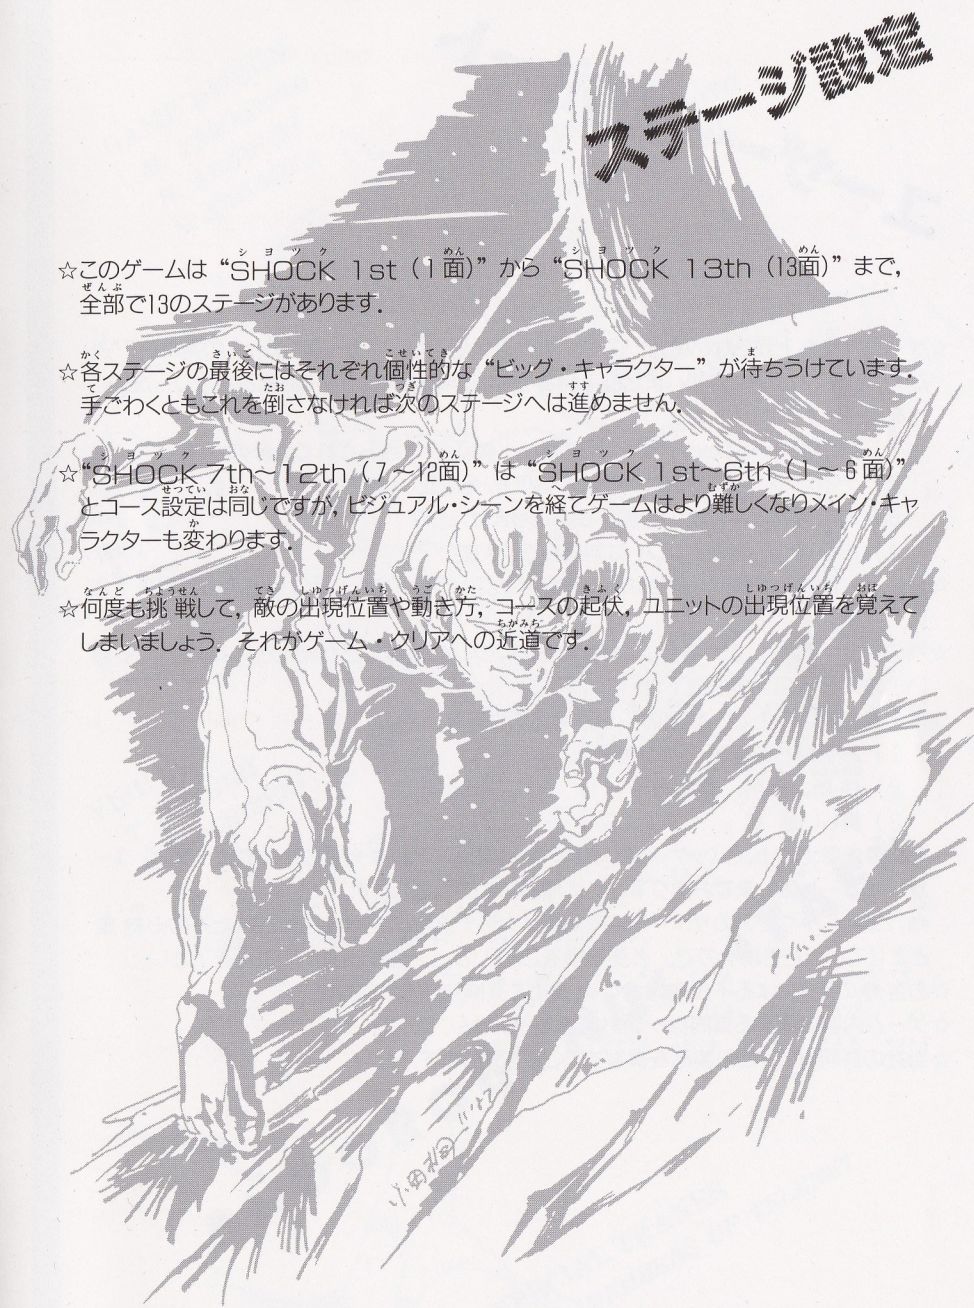 ステージ設定
☆このゲームは “SHOCK 1st (1面)” から “SHOCK 13th (13面)” まで,
全部で13のステージがあります.
☆各ステージの最後にはそれぞれ個性的な “ビッグ・キャラクター” が待ちうけています.
手ごわくともこれを倒さなければ次のステージへは進めません.
☆“SHOCK 7th〜12th (7〜12面)” は “SHOCK 1st〜6th (1〜6面)”
とコース設定は同じですが, ビジュアル・シーンを経てゲームはより難しくなりメイン・キャ
ラクターも変わります.
☆何度も挑戦して, 敵の出現位置や動き方, コースの起伏, ユニットの出現位置を覚えて
しまいましょう. それがゲーム・クリアへの近道です.